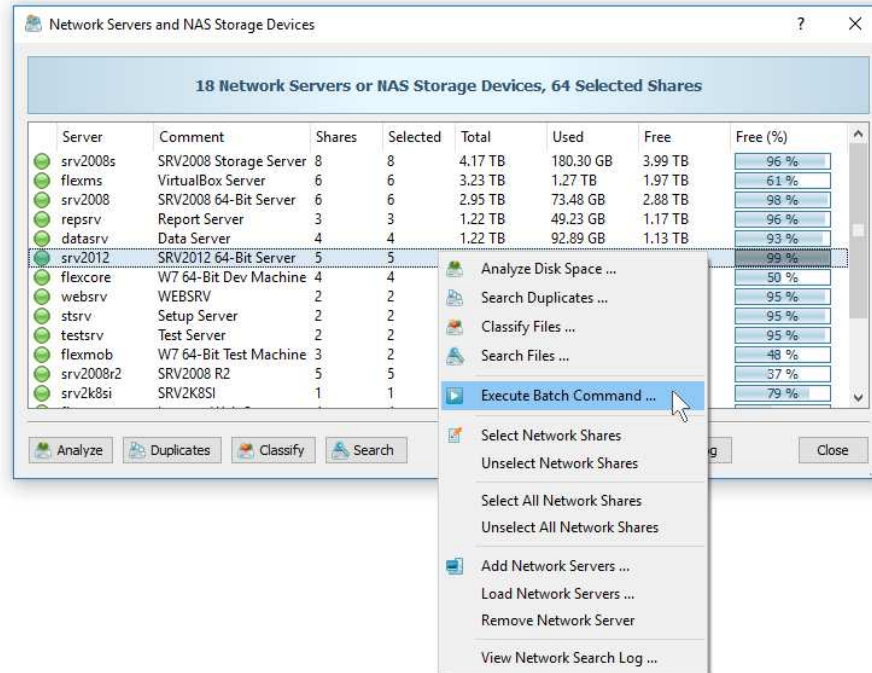 Network Servers and NAS Storage Devices ?
18 Network Servers or NAS Storage Devices, 64 Selected Shares
Server Comment Shares Selected Total Used Free Free (%)
srv2008s SRV2008 Storage Server 8 8 4.17 TB 180.30 GB 3.99 TB 96 %
flexms VirtualBox Server 6 6 3.23 TB 1.27 TB 1.97 TB 61 %
srv2008 SRV2008 64-Bit Server 6 6 2.95 TB 73.48 GB 2.88 TB 98 %
repsrv Report Server 3 3 1.22 TB 49.23 GB 1.17 TB 96 %
datasrv Data Server 4 4 1.22 TB 92.89 GB 1.13 TB 93 %
srv2012 SRV2012 64-Bit Server 5 5 99 %
flexcore W7 64-Bit Dev Machine 4 4 50 %
websrv WEBSRV 2 2 95 %
stsrv Setup Server 2 2 95 %
testsrv Test Server 2 2 95 %
flexmob W7 64-Bit Test Machine 3 2 48 %
srv2008r2 SRV2008 R2 5 5 37 %
srv2k8si SRV2K8SI 1 1 79 %
Analyze Duplicates Classify Search Close
Analyze Disk Space ...
Search Duplicates ...
Classify Files ...
Search Files ...
Execute Batch Command ...
Select Network Shares
Unselect Network Shares
Select All Network Shares
Unselect All Network Shares
Add Network Servers ...
Load Network Servers ...
Remove Network Server
View Network Search Log ...